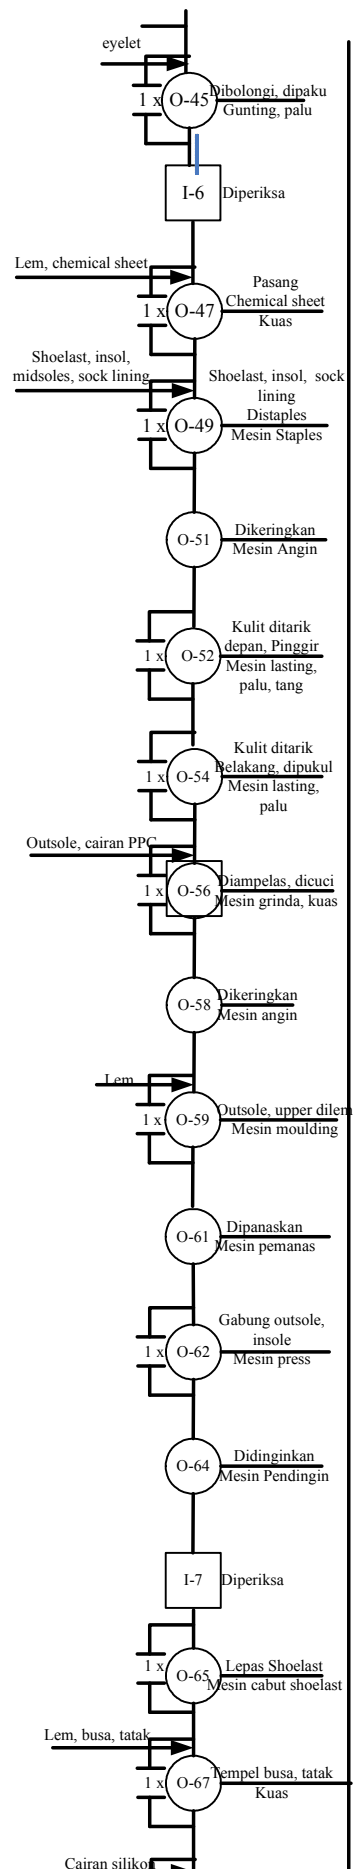 eyelet
1 x
O-45
Dibolongi, dipaku
Gunting, palu
I-6
Diperiksa
Lem, chemical sheet
1 x
O-47
Pasang
Chemical sheet
Kuas
Shoelast, insol,
midsoles, sock lining
1 x
O-49
Shoelast, insol, sock
lining
Distaples
Mesin Staples
O-51
Dikeringkan
Mesin Angin
1 x
O-52
Kulit ditarik
depan, Pinggir
Mesin lasting,
palu, tang
1 x
O-54
Kulit ditarik
Belakang, dipukul
Mesin lasting,
palu
Outsole, cairan PPC
1 x
O-56
Diampelas, dicuci
Mesin grinda, kuas
O-58
Dikeringkan
Mesin angin
Lem
1 x
O-59
Outsole, upper dilem
Mesin moulding
O-61
Dipanaskan
Mesin pemanas
1 x
O-62
Gabung outsole,
insole
Mesin press
O-64
Didinginkan
Mesin Pendingin
I-7
Diperiksa
1 x
O-65
Lepas Shoelast
Mesin cabut shoelast
Lem, busa, tatak
1 x
O-67
Tempel busa, tatak
Kuas
Cairan silikon